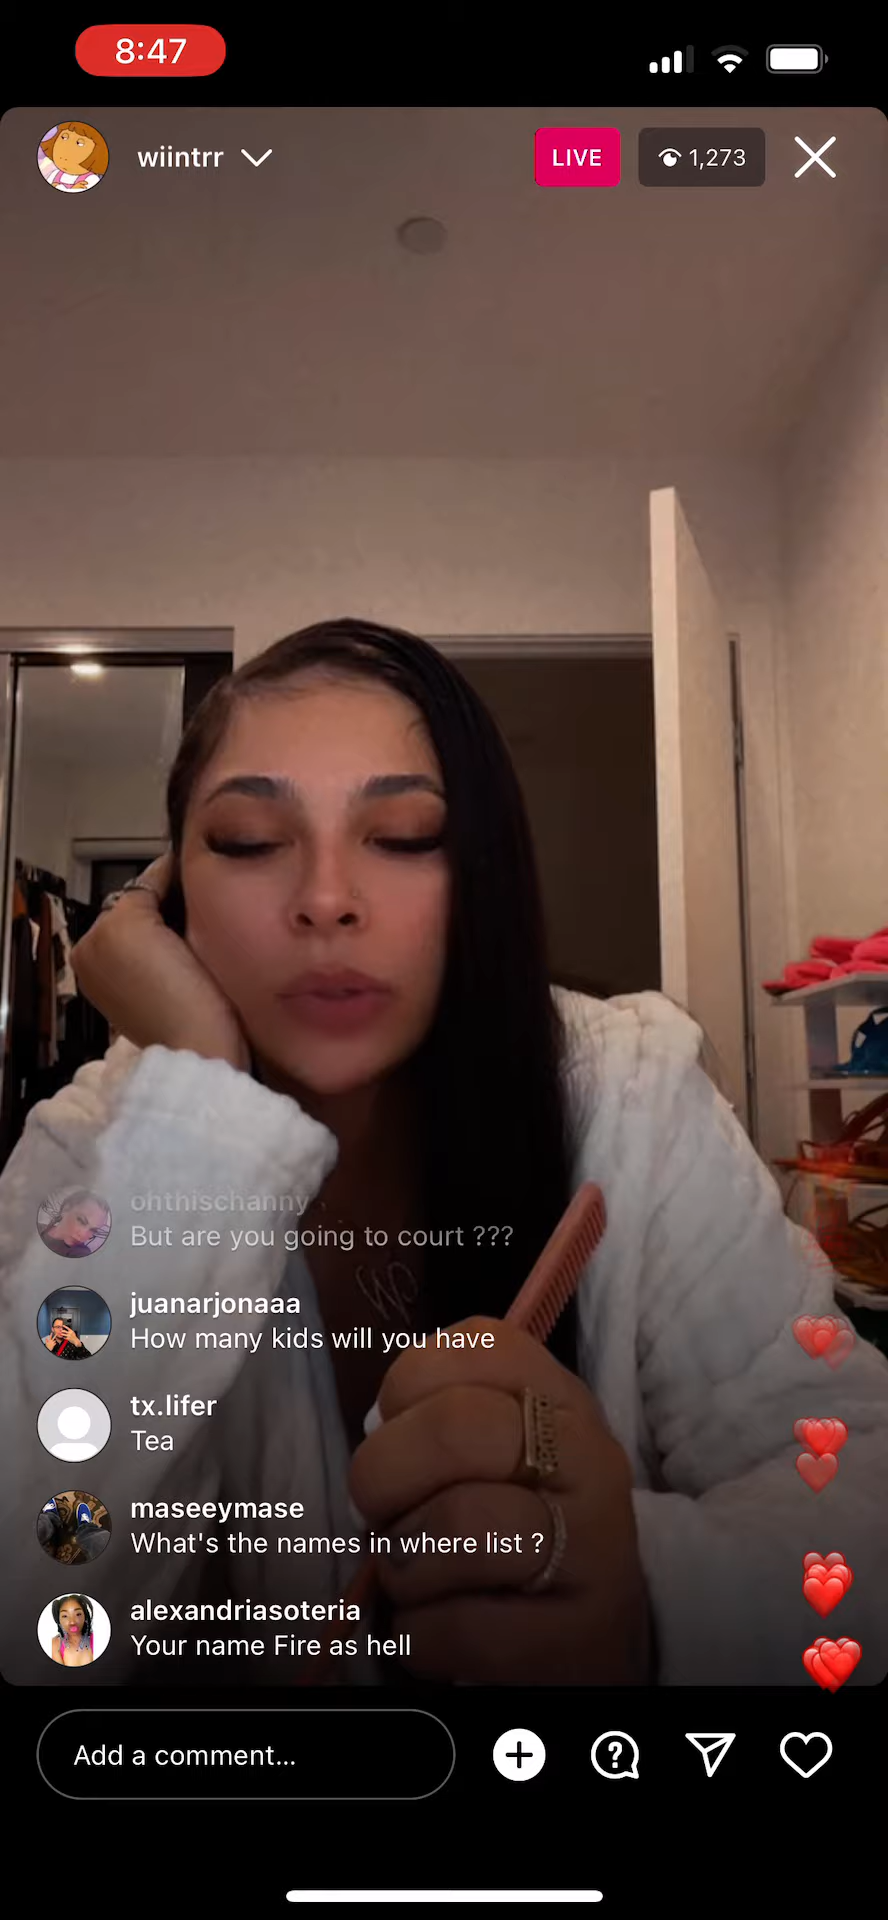 8:47
wiintrr
LIVE
1,273
ohthischanny
But are you going to court ???
juanarjonaaa
How many kids will you have
tx.lifer
Tea
maseeymase
What's the names in where list ?
alexandriasoteria
Your name Fire as hell
Add a comment...